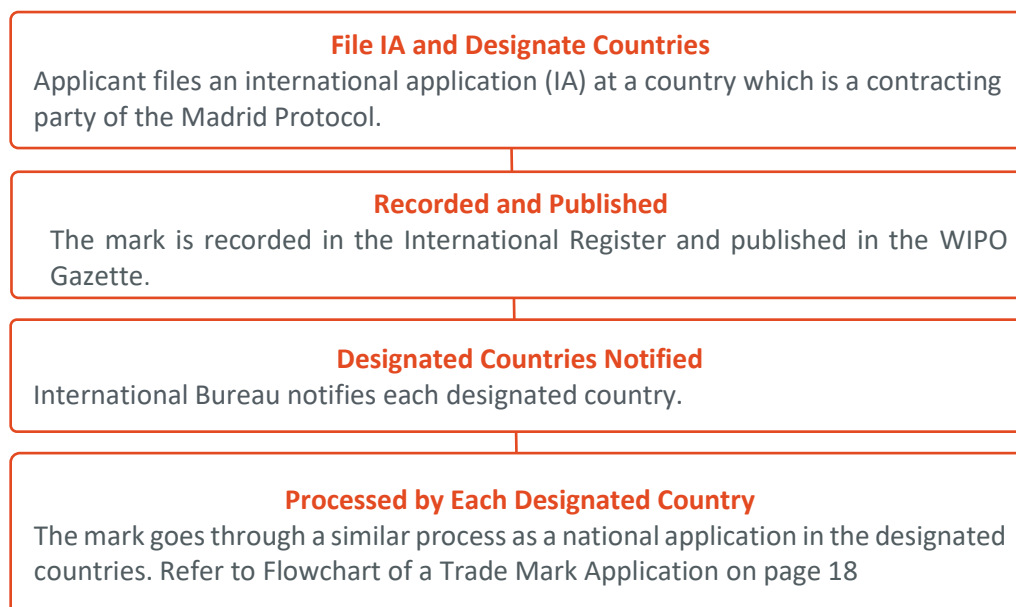 File IA and Designate Countries
Applicant files an international application (IA) at a country which is a contracting
party of the Madrid Protocol.
Recorded and Published
The mark is recorded in the International Register and published in the WIPO
Gazette.
Designated Countries Notified
International Bureau notifies each designated country.
Processed by Each Designated Country
The mark goes through a similar process as a national application in the designated
countries. Refer to Flowchart of a Trade Mark Application on page 18